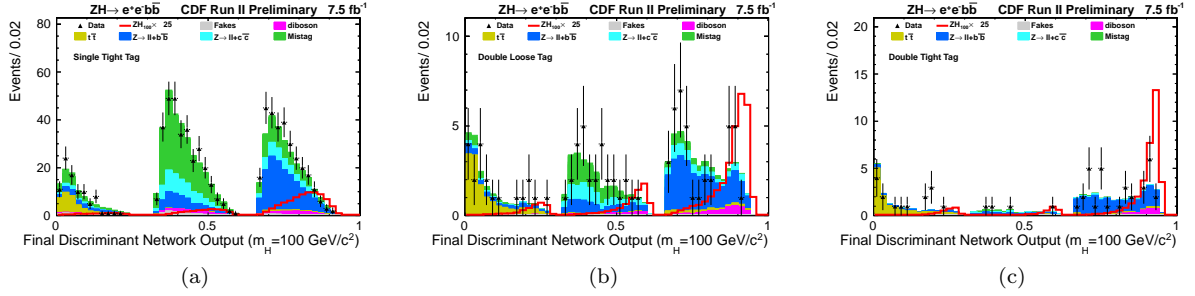 ZH→ e⁺e⁻bb̄ CDF Run II Preliminary 7.5 fb⁻¹
Data ZH₁₀₀× 25 Fakes diboson
tt̄ Z→ ll+bb̄ Z→ ll+cc̄ Mistag
Single Tight Tag
Events/ 0.02
80
60
40
20
0
0 0.5 1
Final Discriminant Network Output (m_H=100 GeV/c²)
(a)
ZH→ e⁺e⁻bb̄ CDF Run II Preliminary 7.5 fb⁻¹
Data ZH₁₀₀× 25 Fakes diboson
tt̄ Z→ ll+bb̄ Z→ ll+cc̄ Mistag
Double Loose Tag
Events/ 0.02
10
5
0
0 0.5 1
Final Discriminant Network Output (m_H=100 GeV/c²)
(b)
ZH→ e⁺e⁻bb̄ CDF Run II Preliminary 7.5 fb⁻¹
Data ZH₁₀₀× 25 Fakes diboson
tt̄ Z→ ll+bb̄ Z→ ll+cc̄ Mistag
Double Tight Tag
Events/ 0.02
20
15
10
5
0
0 0.5 1
Final Discriminant Network Output (m_H=100 GeV/c²)
(c)